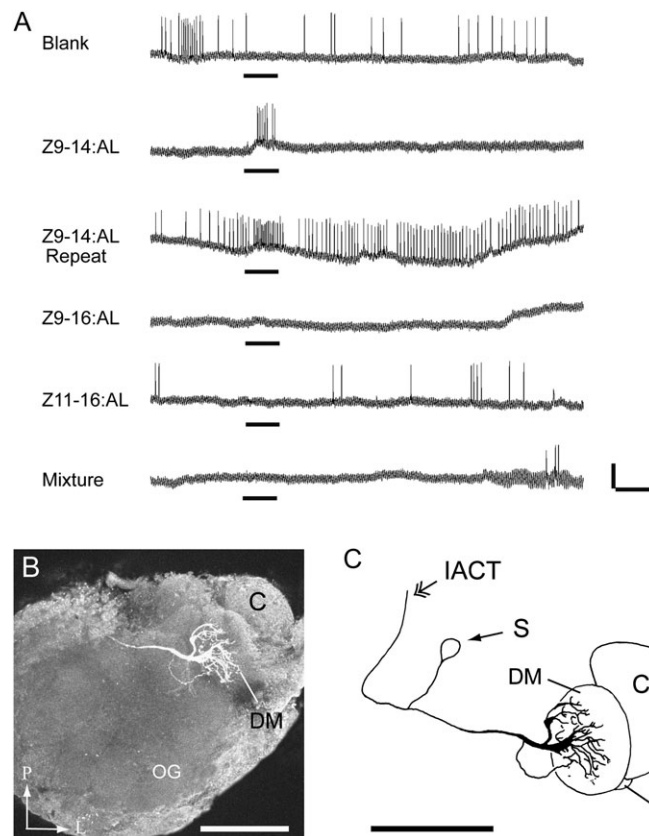 A
Blank
Z9-14:AL
Z9-14:AL
Repeat
Z9-16:AL
Z11-16:AL
Mixture
B
C
DM
OG
P
L
C
IACT
S
DM
C